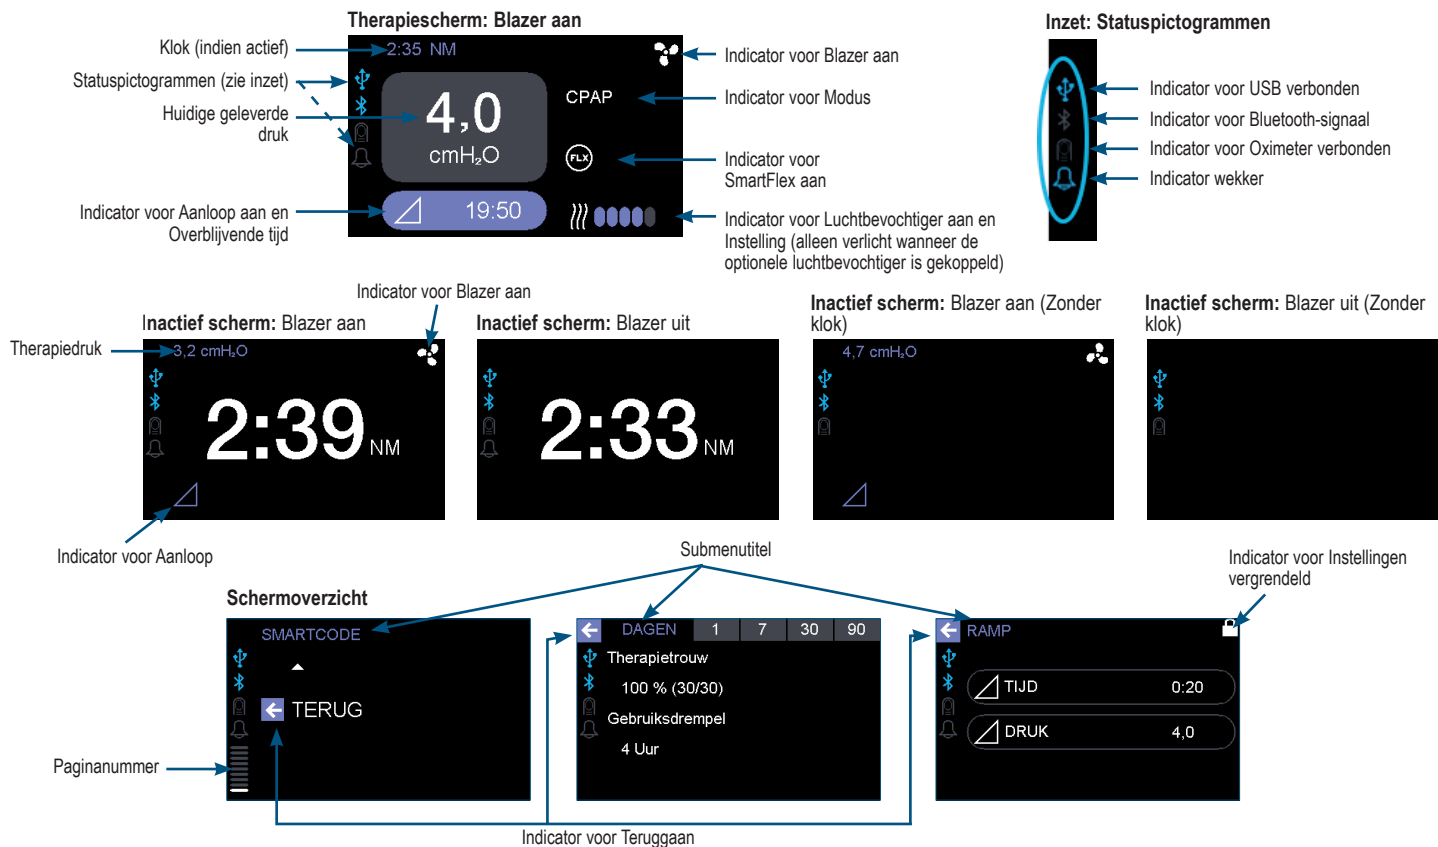 Therapiescherm: Blazer aan
Inzet: Statuspictogrammen
Klok (indien actief)
2:35 NM
Indicator voor Blazer aan
Statuspictogrammen (zie inzet)
Huidige geleverde
druk
4,0
cmH₂O
CPAP
Indicator voor Modus
FLX
Indicator voor
SmartFlex aan
Indicator voor Aanloop aan en
Overblijvende tijd
19:50
Indicator voor Luchtbevochtiger aan en
Instelling (alleen verlicht wanneer de
optionele luchtbevochtiger is gekoppeld)
Indicator voor USB verbonden
Indicator voor Bluetooth-signaal
Indicator voor Oximeter verbonden
Indicator wekker
Indicator voor Blazer aan
Inactief scherm: Blazer aan
Inactief scherm: Blazer uit
Inactief scherm: Blazer aan (Zonder
klok)
Inactief scherm: Blazer uit (Zonder
klok)
Therapiedruk
3,2 cmH₂O
2:39 NM
2:33 NM
4,7 cmH₂O
Indicator voor Aanloop
Submenutitel
Indicator voor Instellingen
vergrendeld
Schermoverzicht
SMARTCODE
TERUG
Paginanummer
DAGEN 1 7 30 90
Therapietrouw
100 % (30/30)
Gebruiksdrempel
4 Uur
RAMP
TIJD 0:20
DRUK 4,0
Indicator voor Teruggaan